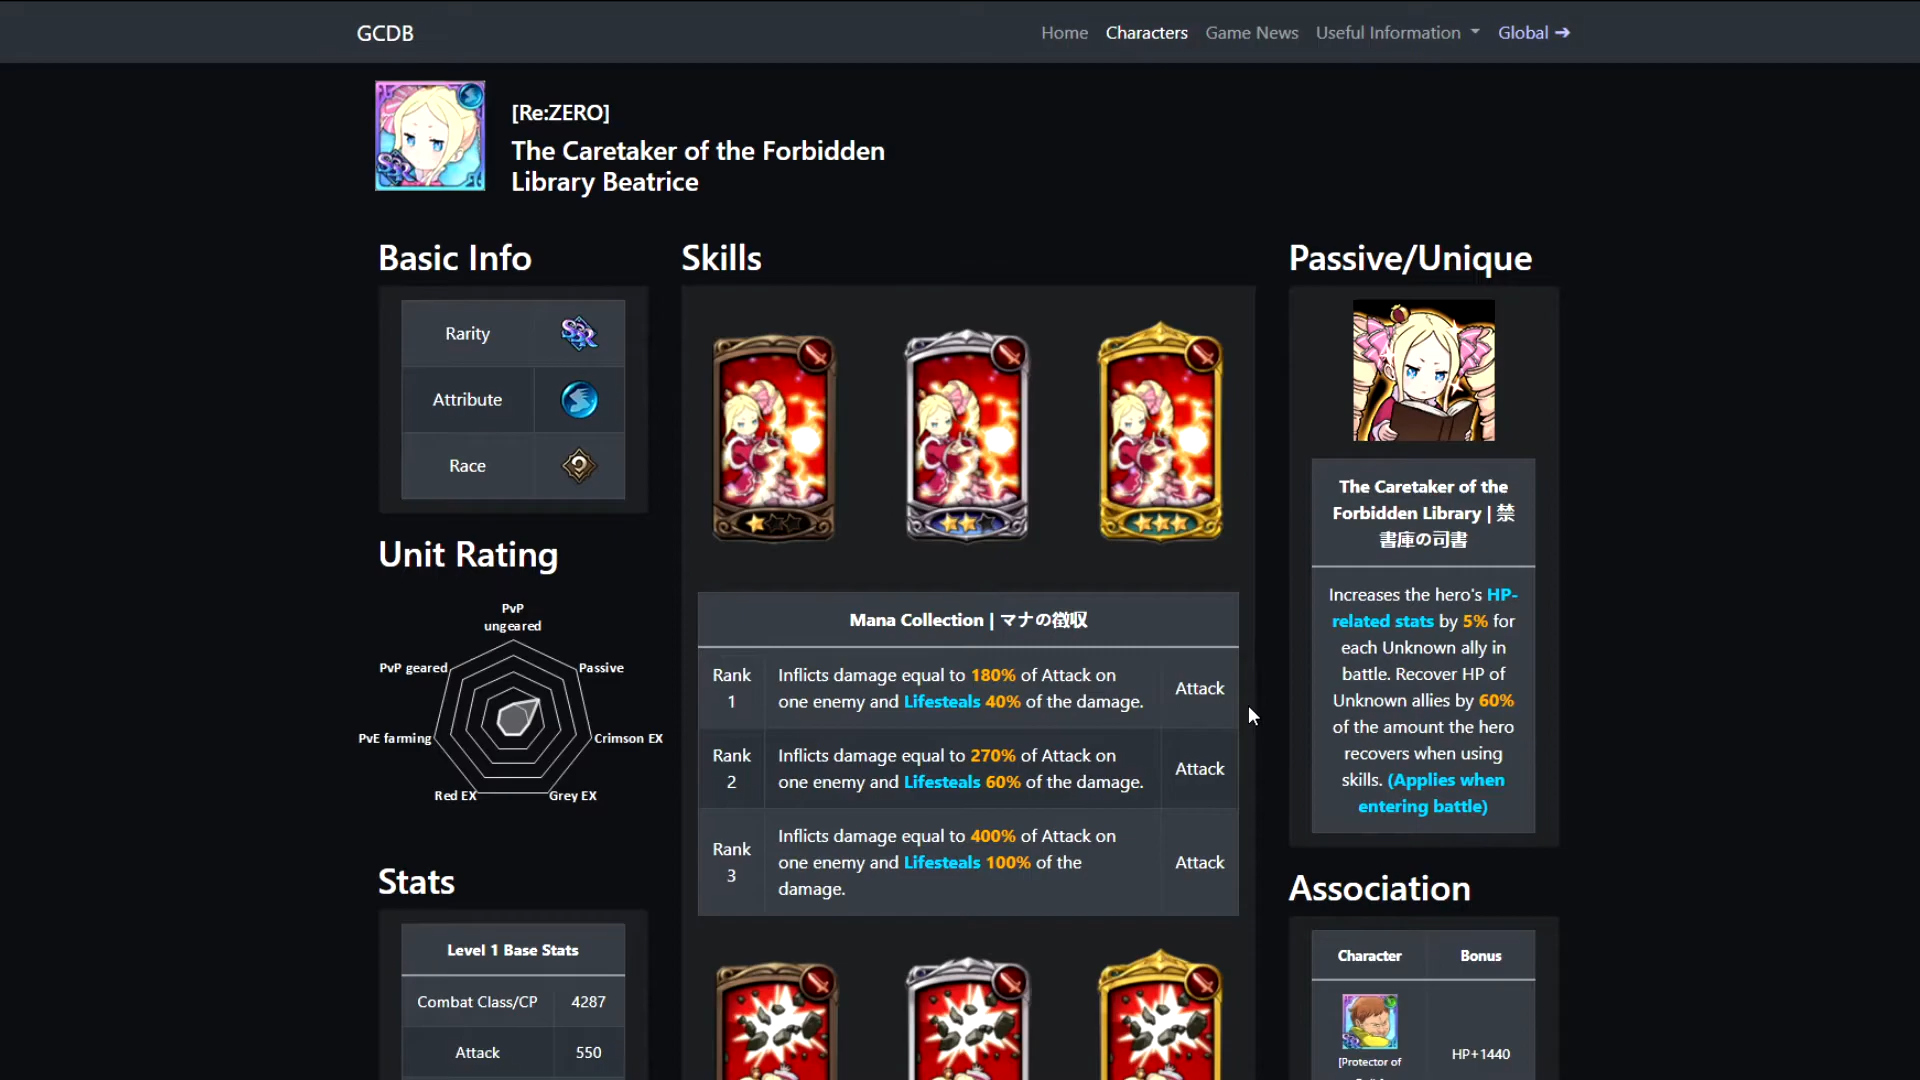 GCDB
Home Characters Game News Useful Information Global
[Re:ZERO]
The Caretaker of the Forbidden
Library Beatrice
Basic Info
Rarity
SSR
Attribute
Race
Unit Rating
PvP
ungeared
PvP geared
Passive
PvE farming
Crimson EX
Red EX
Grey EX
Stats
Level 1 Base Stats
Combat Class/CP 4287
Attack 550
Skills
Mana Collection | マナの徴収
Rank
1
Inflicts damage equal to 180% of Attack on
one enemy and Lifesteals 40% of the damage.
Attack
Rank
2
Inflicts damage equal to 270% of Attack on
one enemy and Lifesteals 60% of the damage.
Attack
Rank
3
Inflicts damage equal to 400% of Attack on
one enemy and Lifesteals 100% of the
damage.
Attack
Passive/Unique
The Caretaker of the
Forbidden Library | 禁
書庫の司書
Increases the hero's HP-
related stats by 5% for
each Unknown ally in
battle. Recover HP of
Unknown allies by 60%
of the amount the hero
recovers when using
skills. (Applies when
entering battle)
Association
Character Bonus
[Protector of
HP+1440